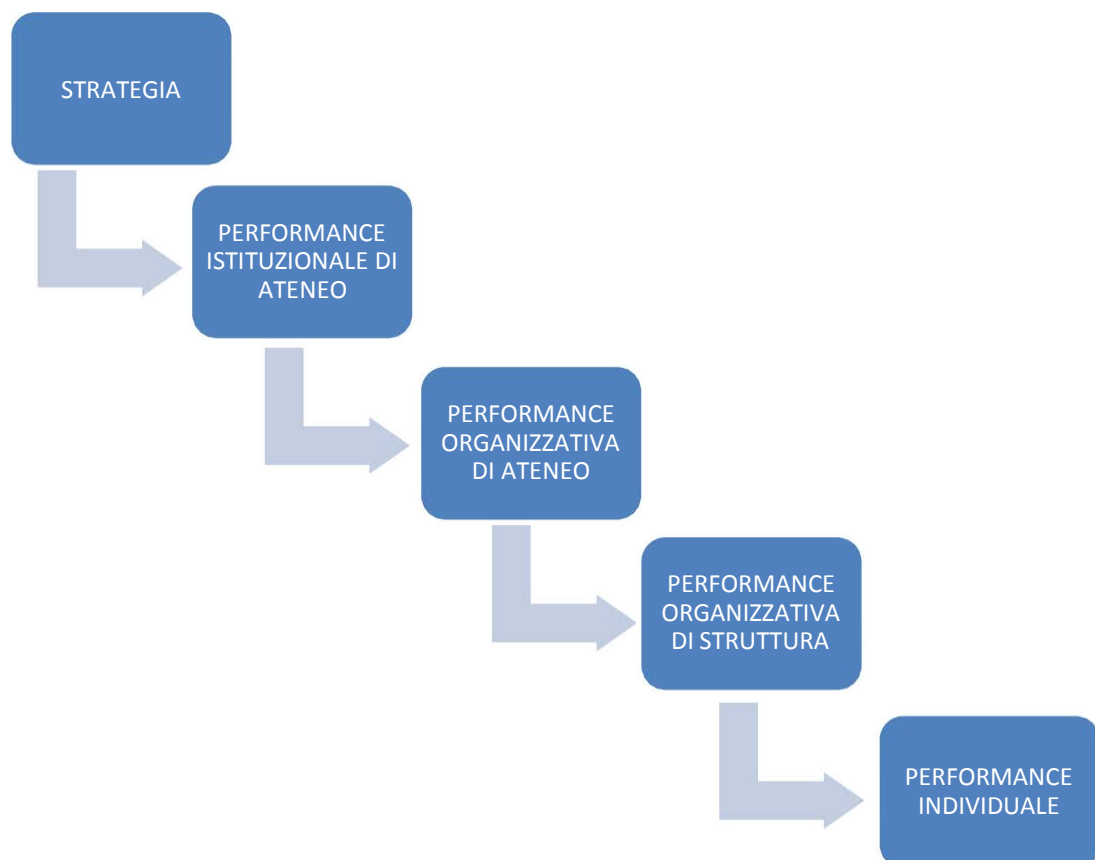 STRATEGIA
PERFORMANCE
ISTITUZIONALE DI
ATENEO
PERFORMANCE
ORGANIZZATIVA
DI ATENEO
PERFORMANCE
ORGANIZZATIVA
DI STRUTTURA
PERFORMANCE
INDIVIDUALE